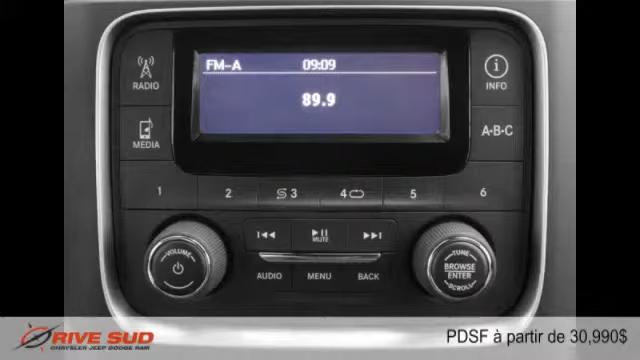 FM-A 09:09
89.9
RADIO
MEDIA
INFO
A-B-C
1 2 3 4 5 6
MUTE
VOLUME
AUDIO MENU BACK
TUNE
BROWSE
ENTER
SCROLL
RIVE SUD
CHRYSLER JEEP DODGE RAM
PDSF à partir de 30,990$